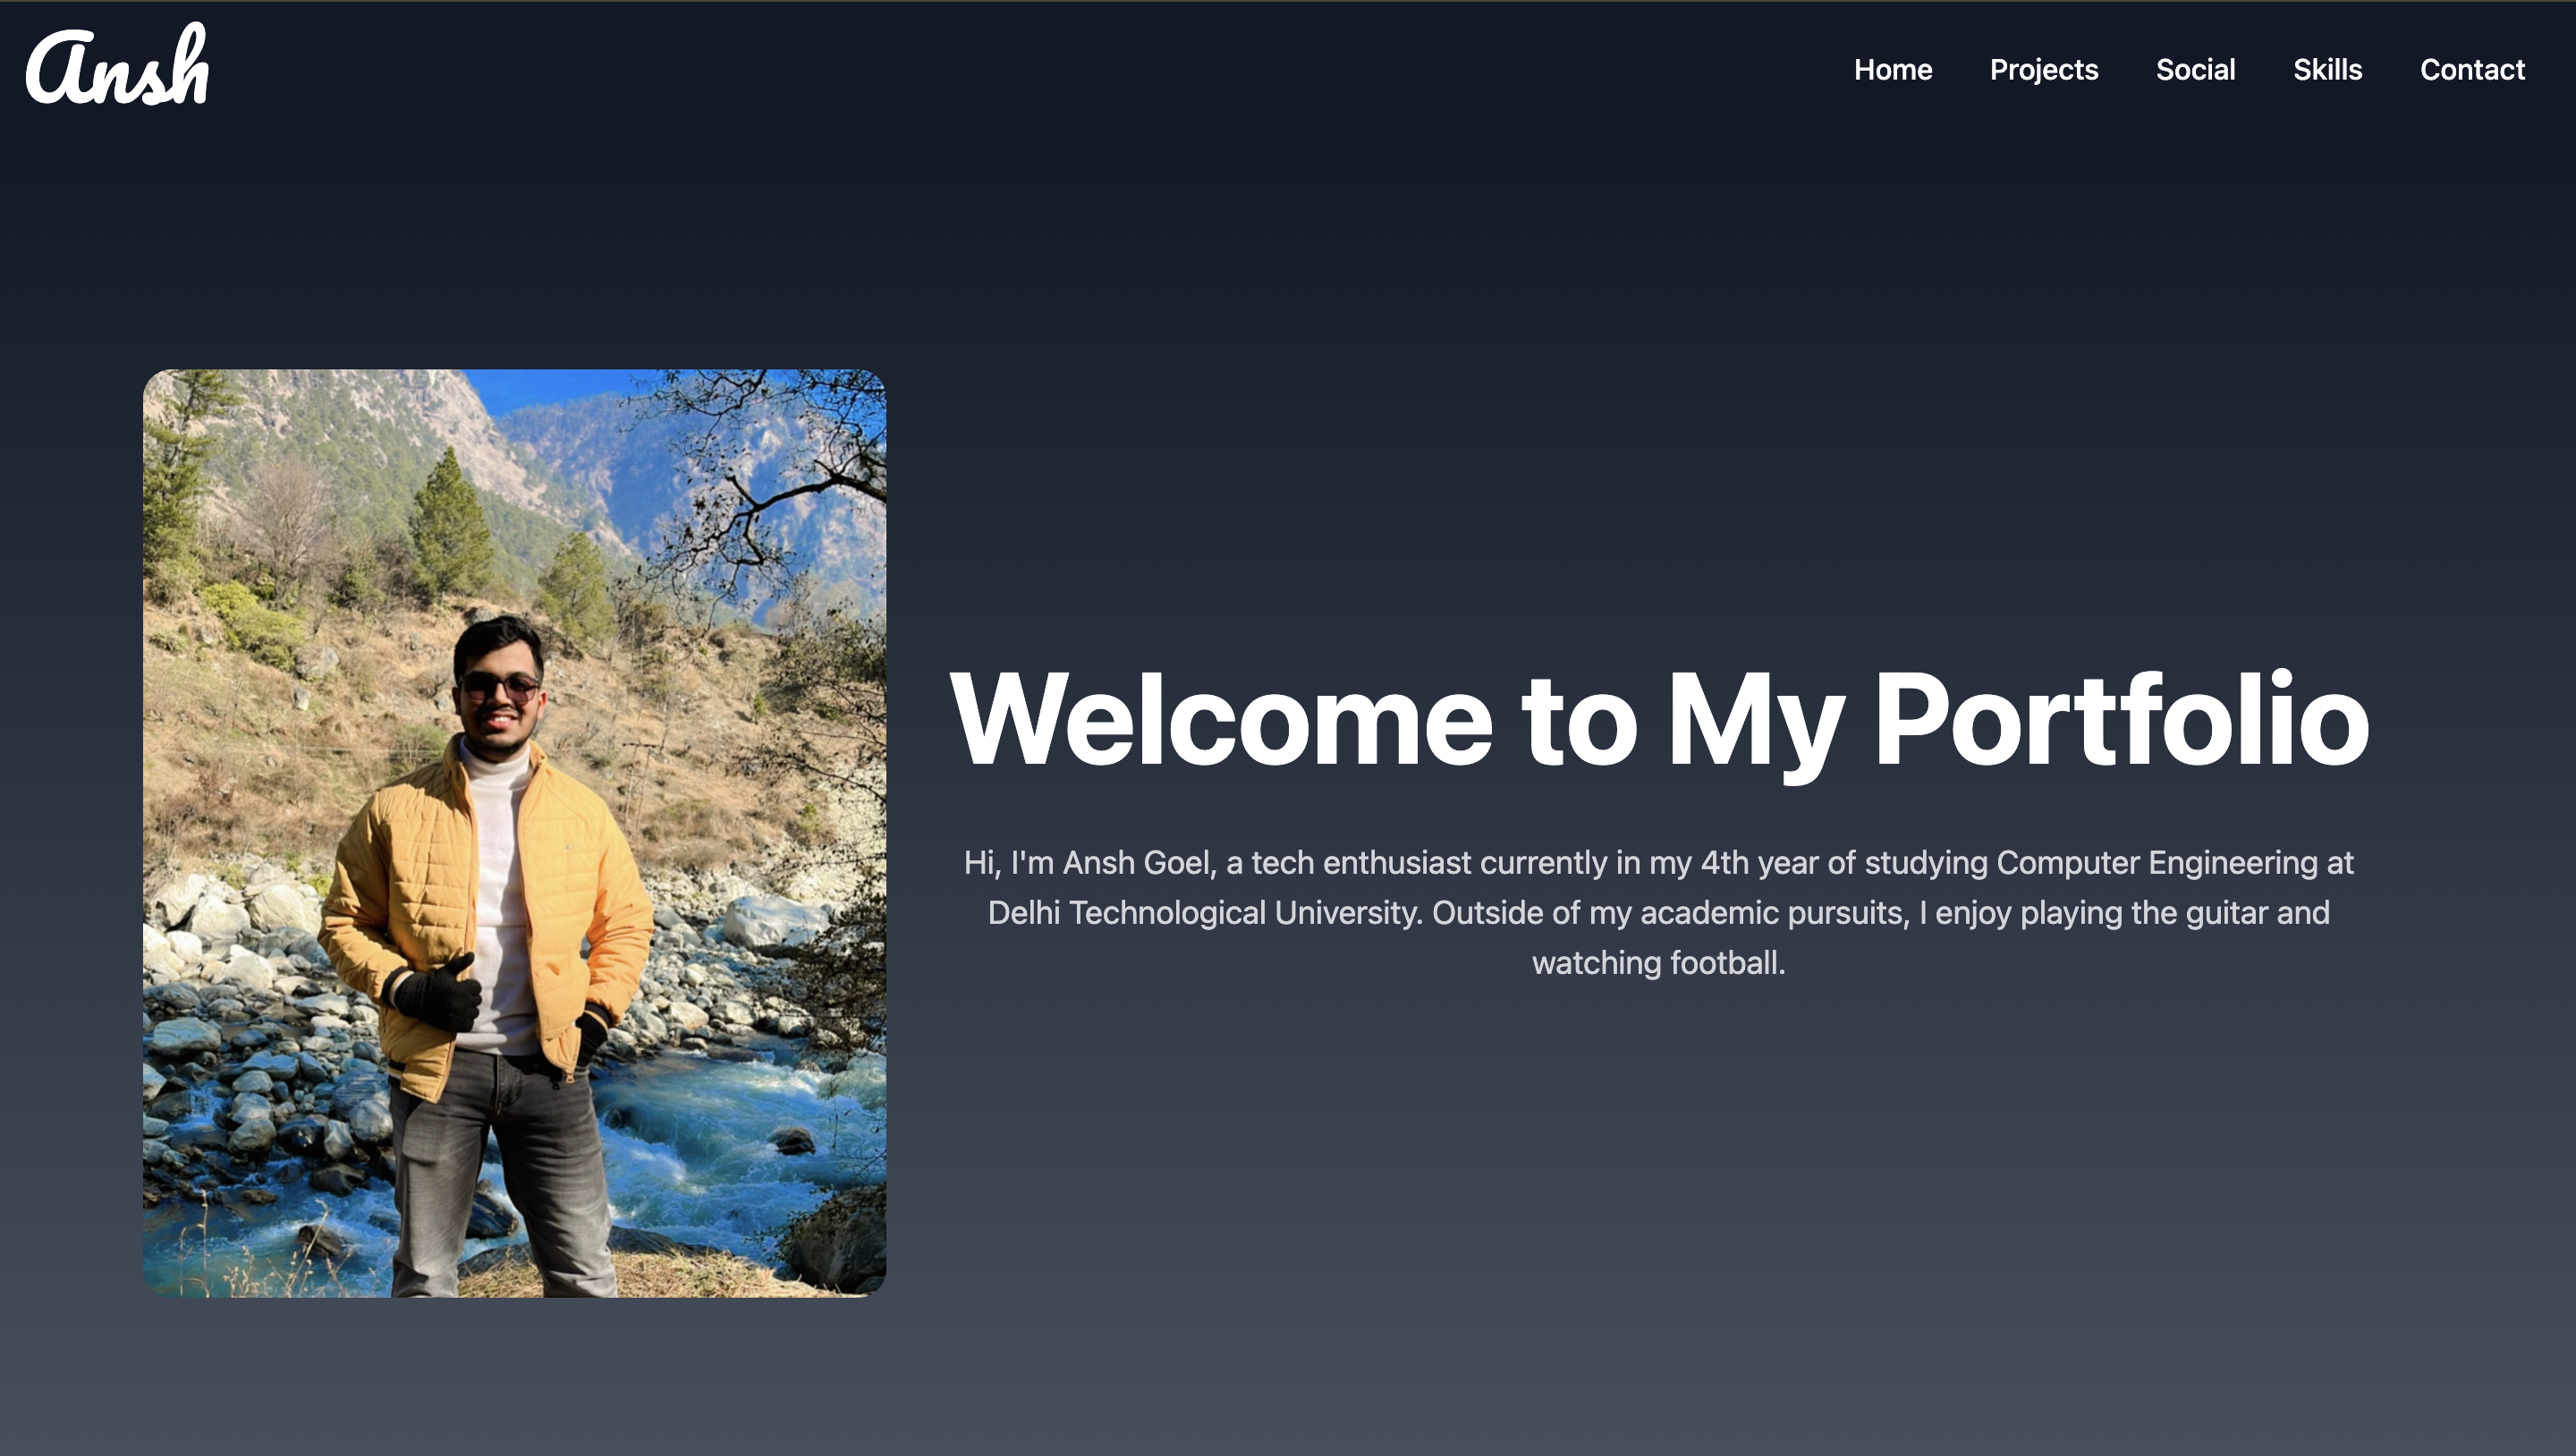 Ansh
Home Projects Social Skills Contact
Welcome to My Portfolio
Hi, I'm Ansh Goel, a tech enthusiast currently in my 4th year of studying Computer Engineering at
Delhi Technological University. Outside of my academic pursuits, I enjoy playing the guitar and
watching football.